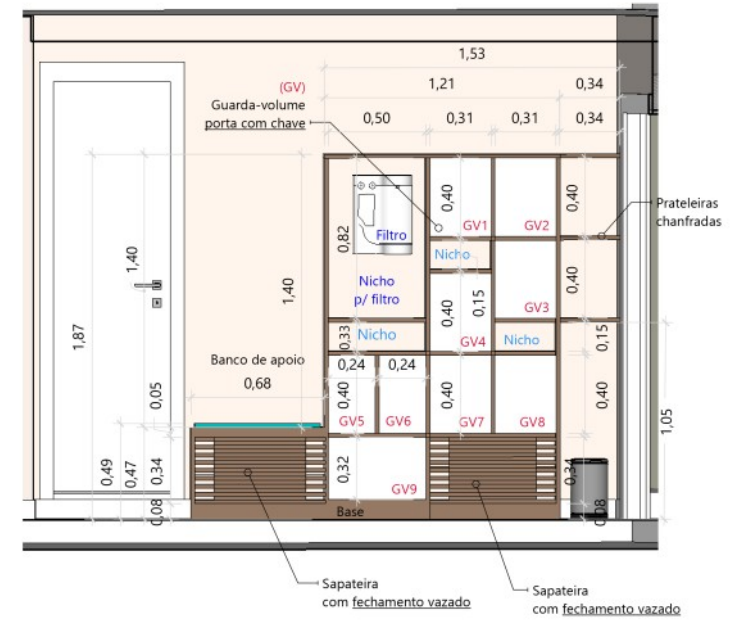 1,53
1,21
0,34
(GV)
Guarda-volume
porta com chave
0,50
0,31
0,31
0,34
0,40
0,40
Prateleiras
chanfradas
GV1
GV2
Filtro
0,82
Nicho
1,40
1,40
Nicho
p/ filtro
0,40
0,15
0,40
GV3
1,87
0,33
Nicho
GV4
Nicho
0,15
Banco de apoio
0,68
0,24
0,24
0,05
0,40
0,40
0,40
1,05
GV5
GV6
GV7
GV8
0,49
0,47
0,34
0,32
GV9
0,34
0,08
Base
0,08
Sapateira
com fechamento vazado
Sapateira
com fechamento vazado